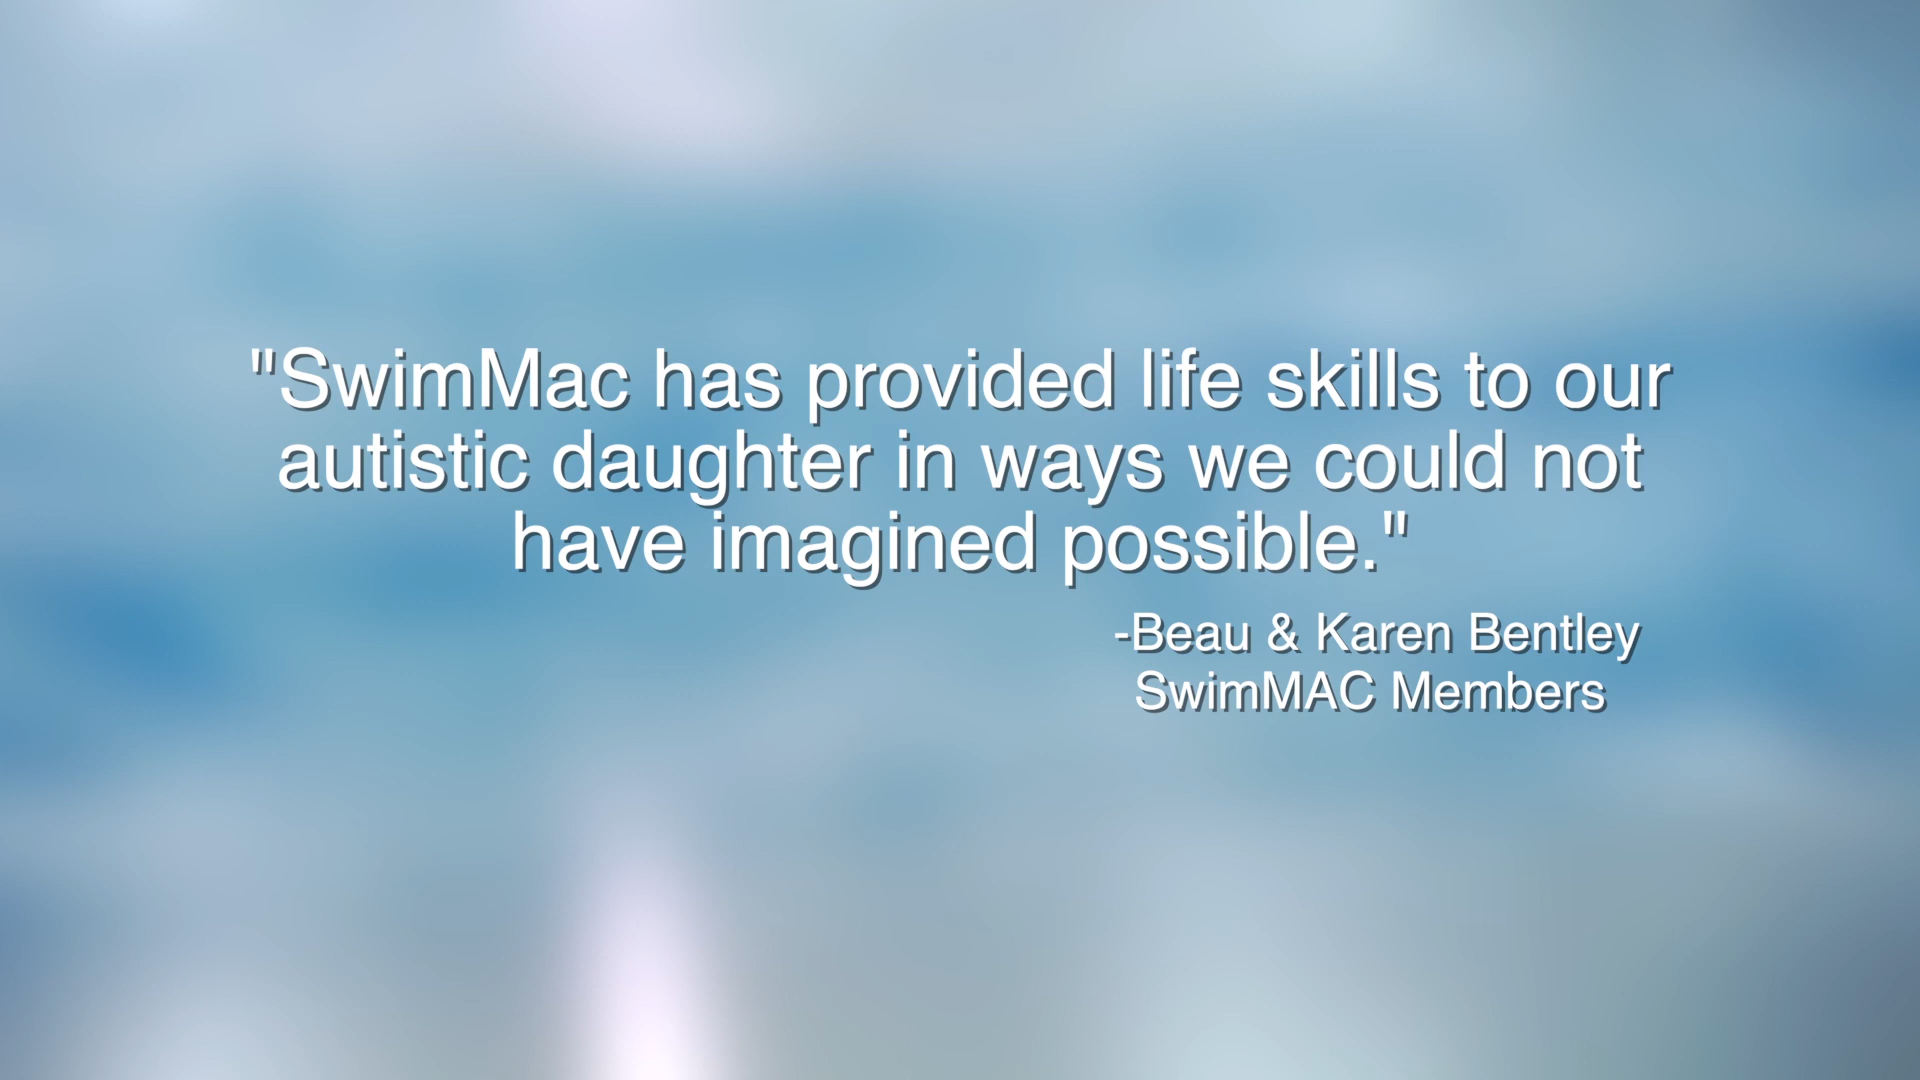 "SwimMac has provided life skills to our
autistic daughter in ways we could not
have imagined possible."
-Beau & Karen Bentley
SwimMAC Members